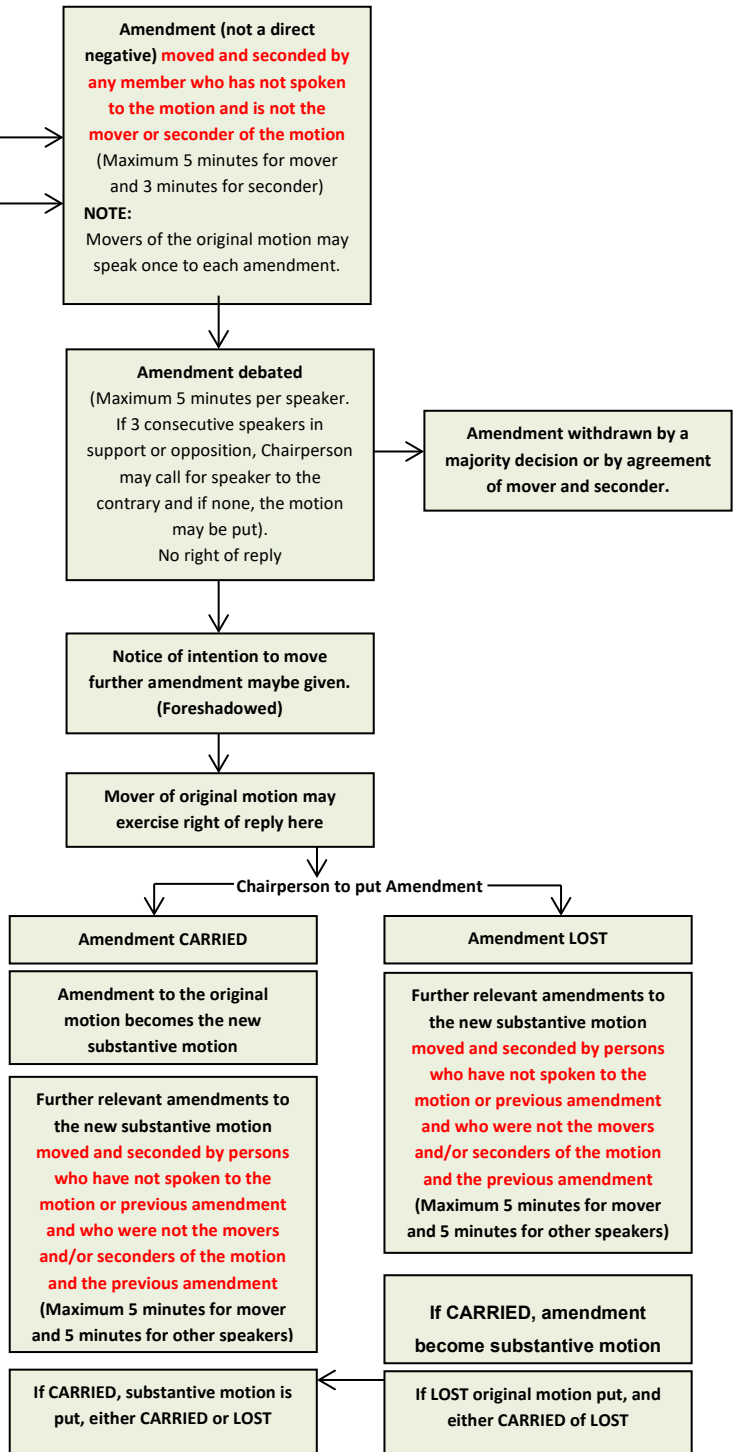 Amendment (not a direct
negative) moved and seconded by
any member who has not spoken
to the motion and is not the
mover or seconder of the motion
(Maximum 5 minutes for mover
and 3 minutes for seconder)
NOTE:
Movers of the original motion may
speak once to each amendment.
Amendment debated
(Maximum 5 minutes per speaker.
If 3 consecutive speakers in
support or opposition, Chairperson
may call for speaker to the
contrary and if none, the motion
may be put).
No right of reply
Amendment withdrawn by a
majority decision or by agreement
of mover and seconder.
Notice of intention to move
further amendment maybe given.
(Foreshadowed)
Mover of original motion may
exercise right of reply here
Chairperson to put Amendment
Amendment CARRIED
Amendment to the original
motion becomes the new
substantive motion
Further relevant amendments to
the new substantive motion
moved and seconded by persons
who have not spoken to the
motion or previous amendment
and who were not the movers
and/or seconders of the motion
and the previous amendment
(Maximum 5 minutes for mover
and 5 minutes for other speakers)
If CARRIED, substantive motion is
put, either CARRIED or LOST
Amendment LOST
Further relevant amendments to
the new substantive motion
moved and seconded by persons
who have not spoken to the
motion or previous amendment
and who were not the movers
and/or seconders of the motion
and the previous amendment
(Maximum 5 minutes for mover
and 5 minutes for other speakers)
If CARRIED, amendment
become substantive motion
If LOST original motion put, and
either CARRIED of LOST